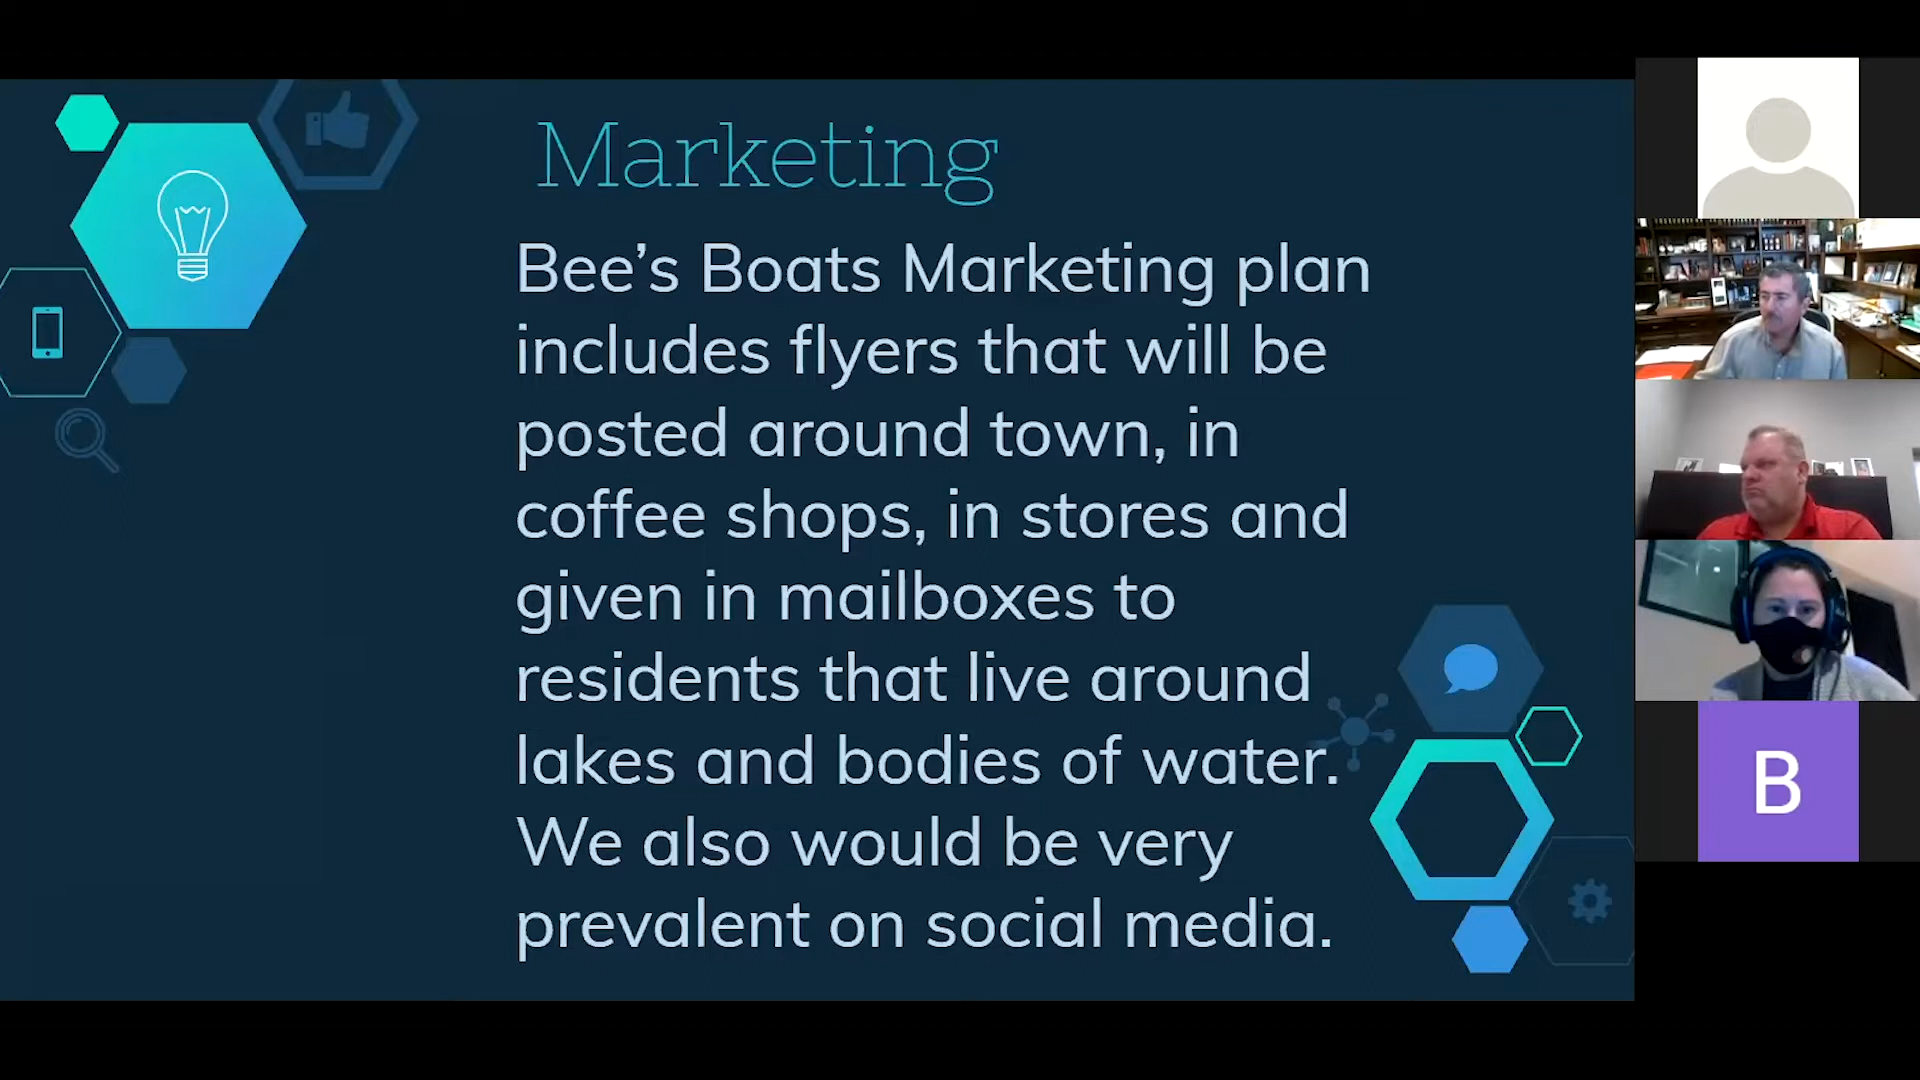 Marketing
Bee’s Boats Marketing plan
includes flyers that will be
posted around town, in
coffee shops, in stores and
given in mailboxes to
residents that live around
lakes and bodies of water.
We also would be very
prevalent on social media.
B